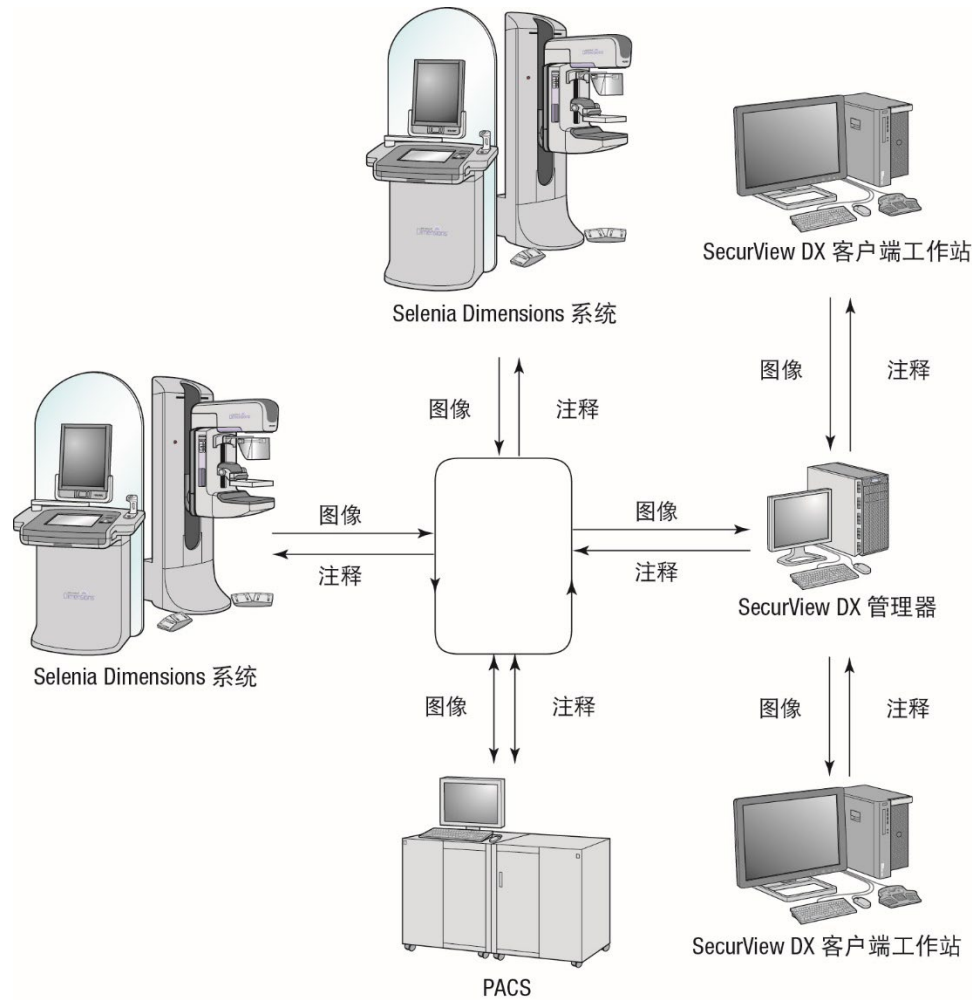 SecurView DX 客户端工作站
Selenia Dimensions 系统
图像 注释
图像 注释
图像 图像
注释 注释
SecurView DX 管理器
Selenia Dimensions 系统
图像 注释
图像 注释
SecurView DX 客户端工作站
PACS